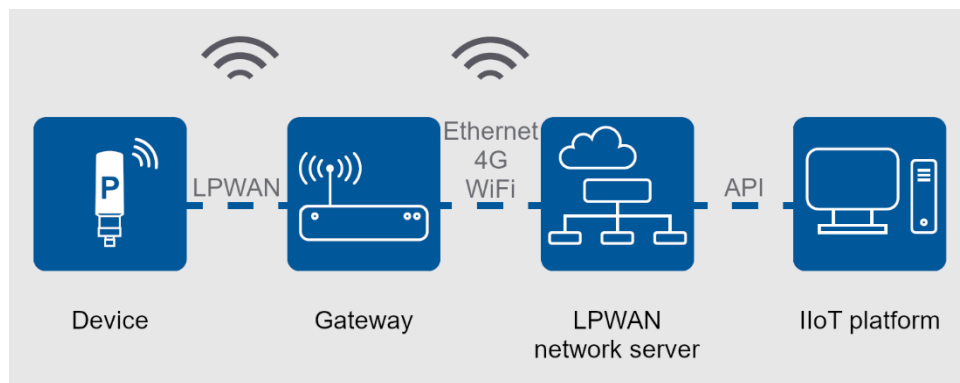 Ethernet
4G
WiFi
P
LPWAN
API
Device
Gateway
LPWAN
network server
IIoT platform